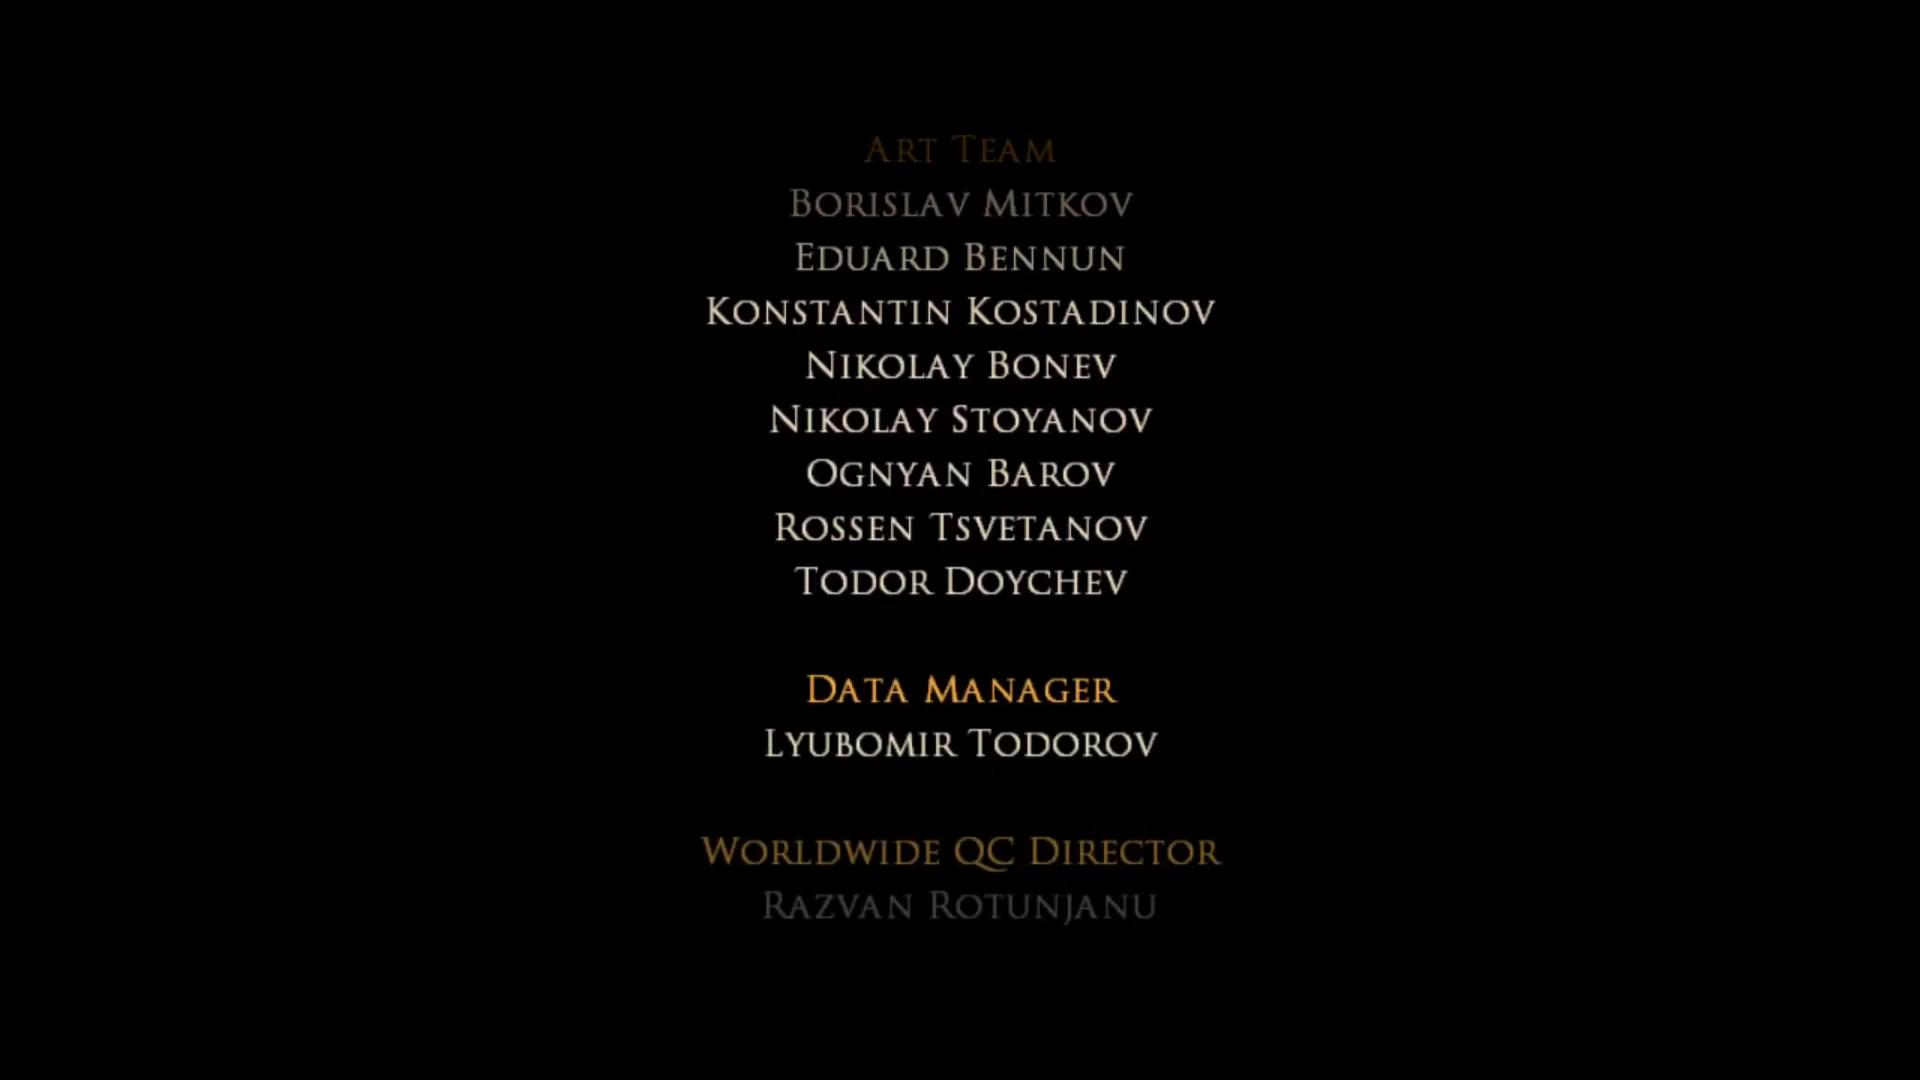 Art Team
Borislav Mitkov
Eduard Bennun
Konstantin Kostadinov
Nikolay Bonev
Nikolay Stoyanov
Ognyan Barov
Rossen Tsvetanov
Todor Doychev
Data Manager
Lyubomir Todorov
Worldwide QC Director
Razvan Rotunjanu